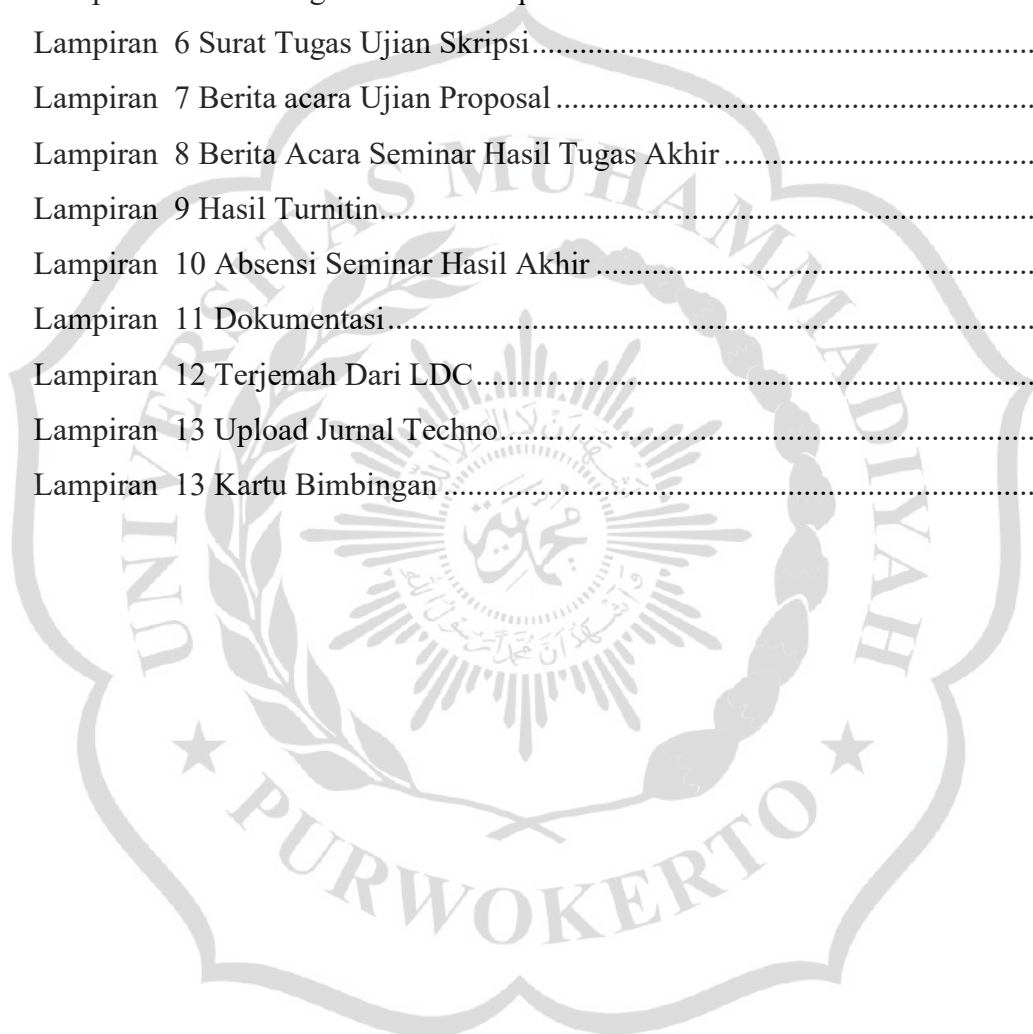 Lampiran 6 Surat Tugas Ujian Skripsi................................................................
Lampiran 7 Berita acara Ujian Proposal.............................................................
Lampiran 8 Berita Acara Seminar Hasil Tugas Akhir........................................
Lampiran 9 Hasil Turnitin...................................................................................
Lampiran 10 Absensi Seminar Hasil Akhir........................................................
Lampiran 11 Dokumentasi..................................................................................
Lampiran 12 Terjemah Dari LDC.......................................................................
Lampiran 13 Upload Jurnal Techno....................................................................
Lampiran 13 Kartu Bimbingan...........................................................................
UNIVERSITAS MUHAMMADIYAH
PURWOKERTO